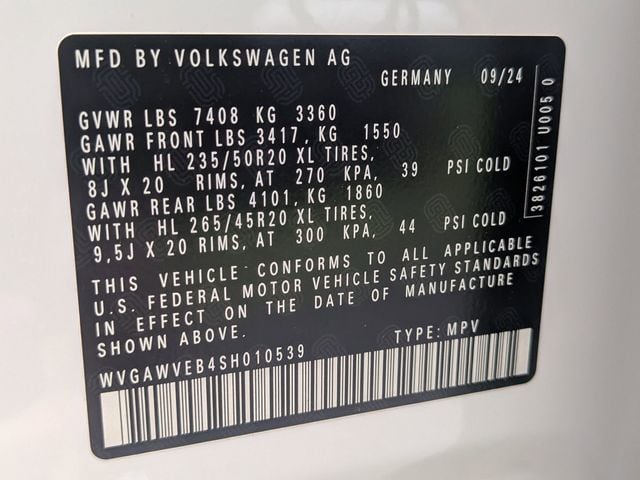 MFD BY VOLKSWAGEN AG
GERMANY 09/24
GVWR LBS 7408 KG 3360
GAWR FRONT LBS 3417, KG 1550
WITH HL 235/50R20 XL TIRES,
8J X 20 RIMS, AT 270 KPA, 39 PSI COLD
GAWR REAR LBS 4101, KG 1860
WITH HL 265/45R20 XL TIRES,
9,5J X 20 RIMS, AT 300 KPA, 44 PSI COLD
THIS VEHICLE CONFORMS TO ALL APPLICABLE
U.S. FEDERAL MOTOR VEHICLE SAFETY STANDARDS
IN EFFECT ON THE DATE OF MANUFACTURE
SHOWN ABOVE. TYPE: MPV
WVGAWVEB4SH010539
3826101 U005 0